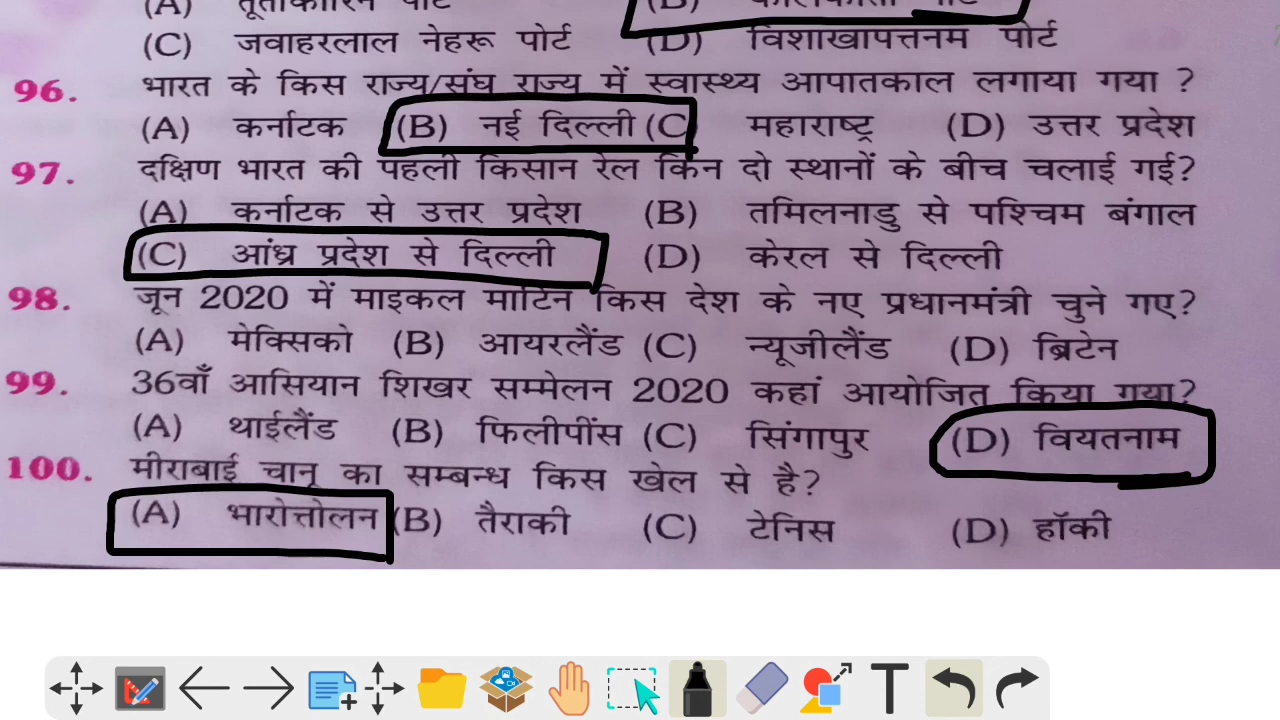 (A) तूतीकोरिन पोर्ट (B) कोलकाता पोर्ट
(C) जवाहरलाल नेहरू पोर्ट (D) विशाखापत्तनम पोर्ट
96. भारत के किस राज्य/संघ राज्य में स्वास्थ्य आपातकाल लगाया गया ?
(A) कर्नाटक (B) नई दिल्ली (C) महाराष्ट्र (D) उत्तर प्रदेश
97. दक्षिण भारत की पहली किसान रेल किन दो स्थानों के बीच चलाई गई?
(A) कर्नाटक से उत्तर प्रदेश (B) तमिलनाडु से पश्चिम बंगाल
(C) आंध्र प्रदेश से दिल्ली (D) केरल से दिल्ली
98. जून 2020 में माइकल मार्टिन किस देश के नए प्रधानमंत्री चुने गए?
(A) मेक्सिको (B) आयरलैंड (C) न्यूजीलैंड (D) ब्रिटेन
99. 36वाँ आसियान शिखर सम्मेलन 2020 कहां आयोजित किया गया?
(A) थाईलैंड (B) फिलीपींस (C) सिंगापुर (D) वियतनाम
100. मीराबाई चानू का सम्बन्ध किस खेल से है?
(A) भारोत्तोलन (B) तैराकी (C) टेनिस (D) हॉकी